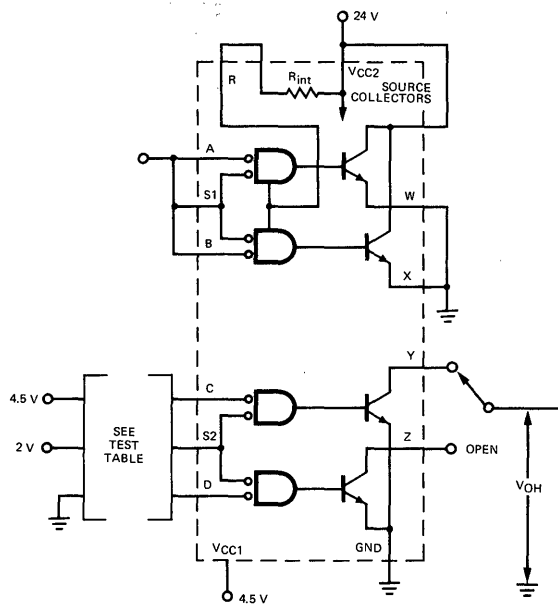 24 V
R
Rint
VCC2
SOURCE
COLLECTORS
A
S1
W
B
X
Y
C
4.5 V
SEE
TEST
TABLE
S2
2 V
Z
OPEN
D
VOH
VCC1
GND
4.5 V